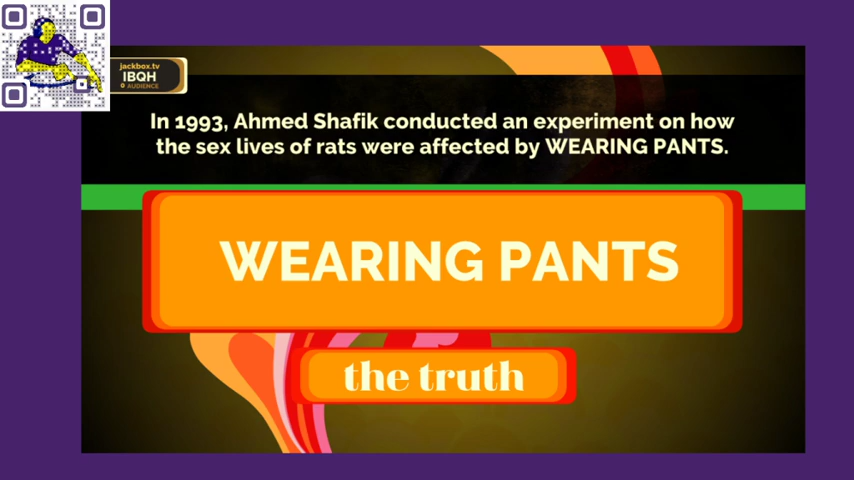 jackbox.tv
IBQH
AUDIENCE
In 1993, Ahmed Shafik conducted an experiment on how
the sex lives of rats were affected by WEARING PANTS.
WEARING PANTS
the truth